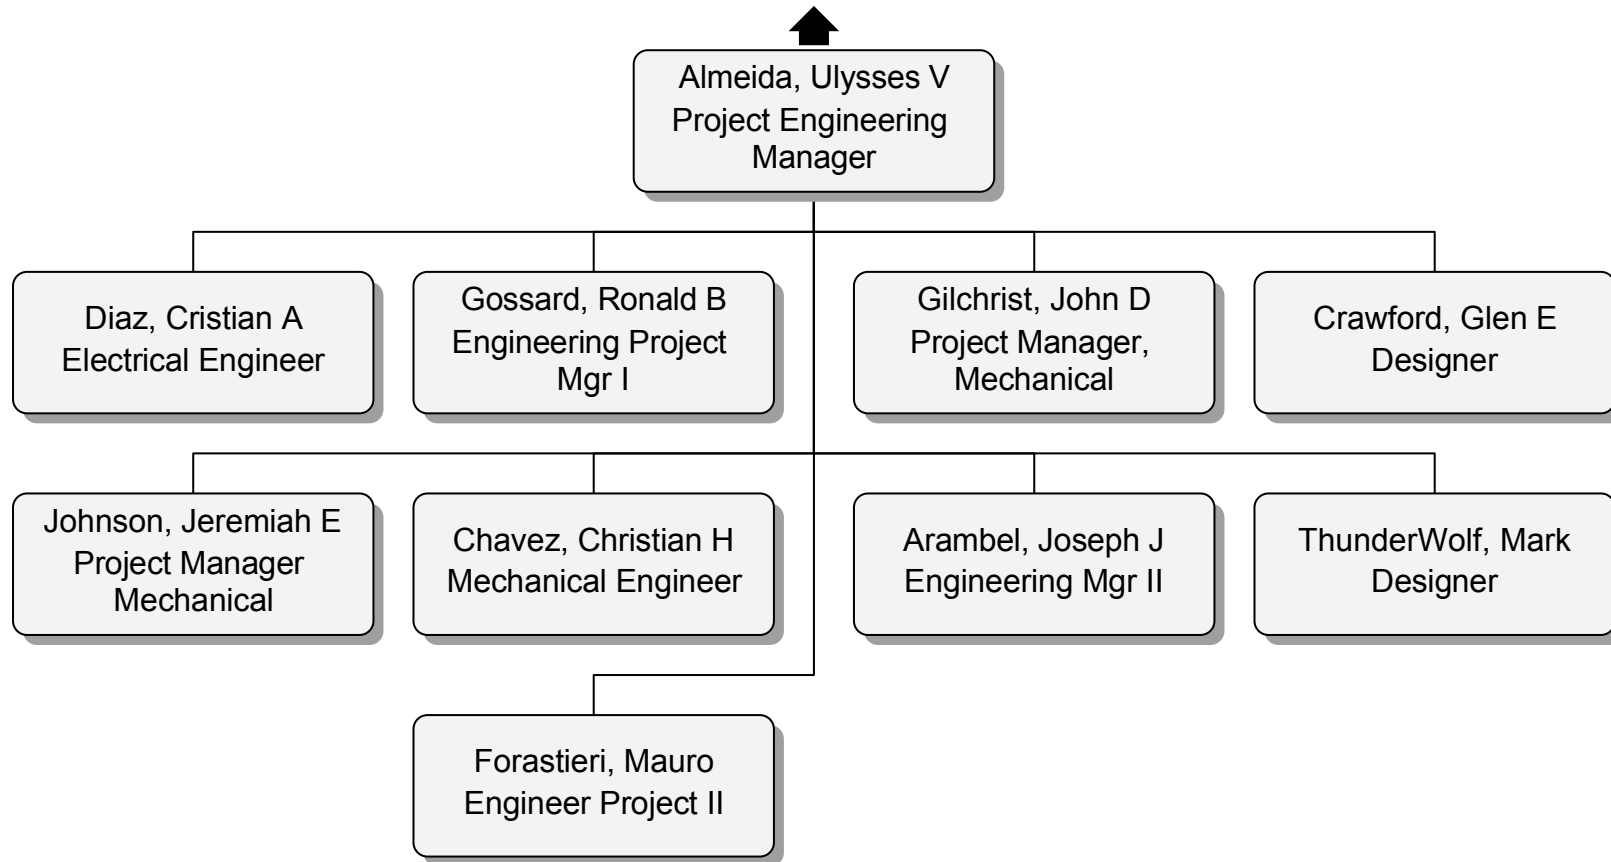 Almeida, Ulysses V
Project Engineering
Manager
Diaz, Cristian A
Electrical Engineer
Gossard, Ronald B
Engineering Project
Mgr I
Gilchrist, John D
Project Manager,
Mechanical
Crawford, Glen E
Designer
Johnson, Jeremiah E
Project Manager
Mechanical
Chavez, Christian H
Mechanical Engineer
Arambel, Joseph J
Engineering Mgr II
ThunderWolf, Mark
Designer
Forastieri, Mauro
Engineer Project II